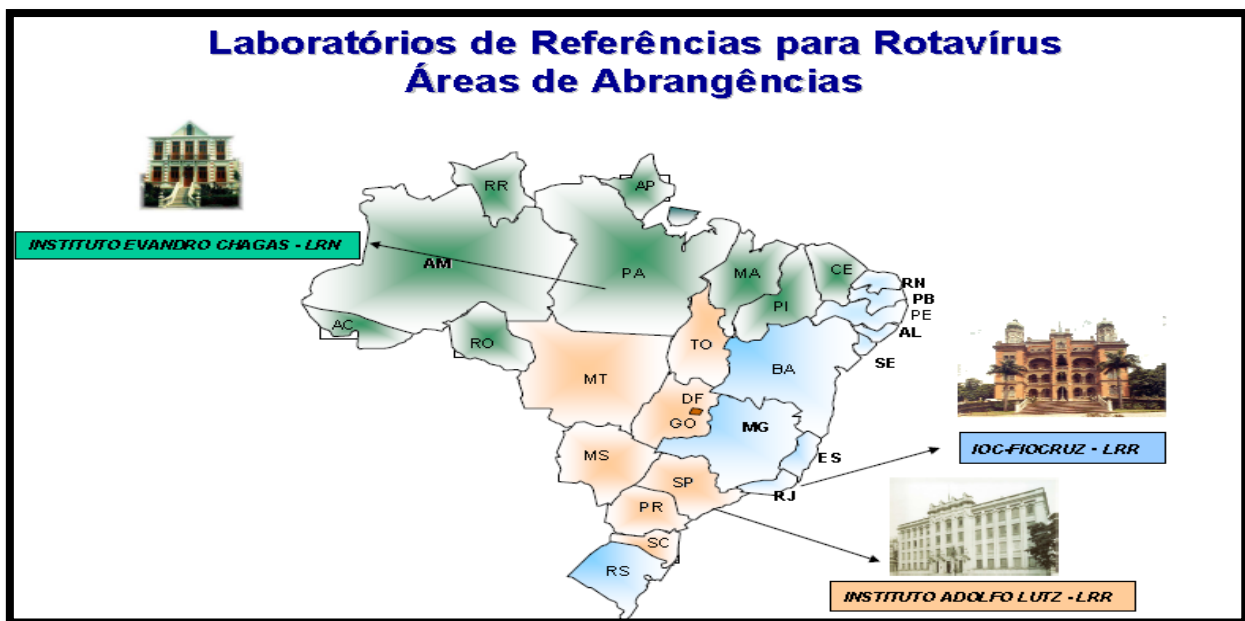 Laboratórios de Referências para Rotavírus
Áreas de Abrangências
RR
AP
INSTITUTO EVANDRO CHAGAS - LRN
AM
PA
MA
CE
RN
PB
PI
PE
AC
AL
RO
TO
SE
BA
MT
DF
GO
MG
IOC-FIOCRUZ - LRR
MS
ES
SP
RJ
PR
SC
RS
INSTITUTO ADOLFO LUTZ - LRR